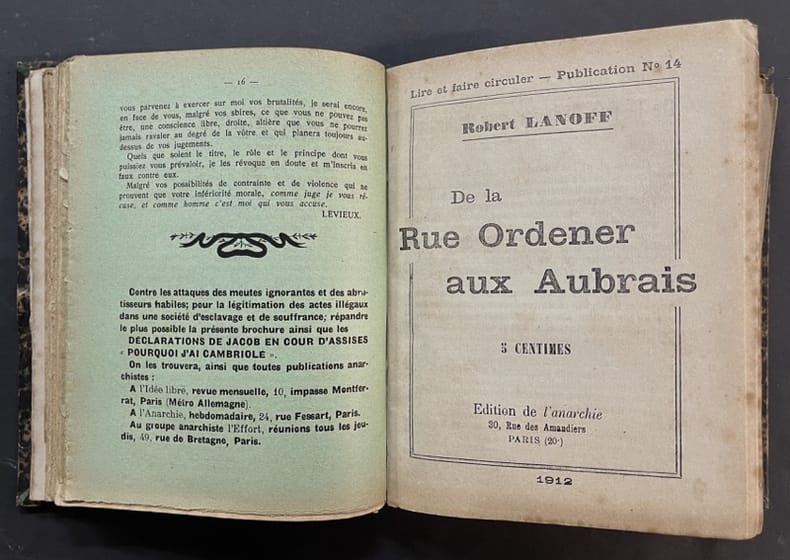 — 16 —
vous parvenez à exercer sur moi vos brutalités, je serai encore,
en face de vous, malgré vos sbires, ce que vous ne pouvez pas
être, une conscience libre, droite, altière que vous ne pourrez
jamais ravaler au degré de la vôtre et qui planera toujours au-
dessus de vos jugements.
Quels que soient le titre, le rôle et le principe dont vous
puissiez vous prévaloir, je les révoque en doute et m'inscris en
faux contre eux.
Malgré vos possibilités de contrainte et de violence qui ne
prouvent que votre infériorité morale, comme juge je vous ré-
cuse, et comme homme c'est moi qui vous accuse.
LEVIEUX.
Contre les attaques des meutes ignorantes et des abru-
tisseurs habiles; pour la légitimation des actes illégaux
dans une société d'esclavage et de souffrance; répandre
le plus possible la présente brochure ainsi que les
DÉCLARATIONS DE JACOB EN COUR D'ASSISES
« POURQUOI J'AI CAMBRIOLÉ ».
On les trouvera, ainsi que toutes publications anar-
chistes :
A l'Idée libre, revue mensuelle, 10, impasse Montfer-
rat, Paris (Métro Allemagne).
A l'Anarchie, hebdomadaire, 24, rue Fessart, Paris.
Au groupe anarchiste l'Effort, réunions tous les jeu-
dis, 49, rue de Bretagne, Paris.
Lire et faire circuler — Publication No 14
Robert LANOFF
De la
Rue Ordener
aux Aubrais
5 CENTIMES
Edition de l'anarchie
30, Rue des Amandiers
PARIS (20e)
1912